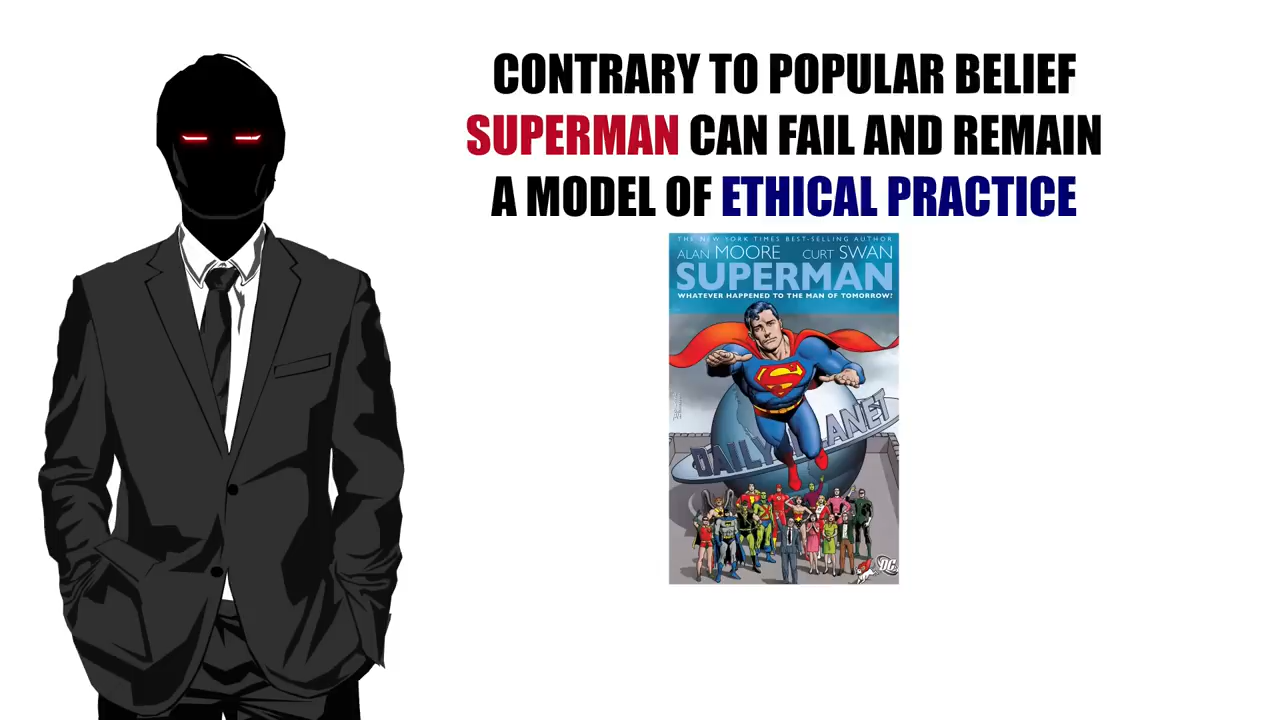 CONTRARY TO POPULAR BELIEF
SUPERMAN CAN FAIL AND REMAIN
A MODEL OF ETHICAL PRACTICE
THE NEW YORK TIMES BEST-SELLING AUTHOR
ALAN MOORE CURT SWAN
SUPERMAN
WHATEVER HAPPENED TO THE MAN OF TOMORROW?
S
DAILY PLANET
DC